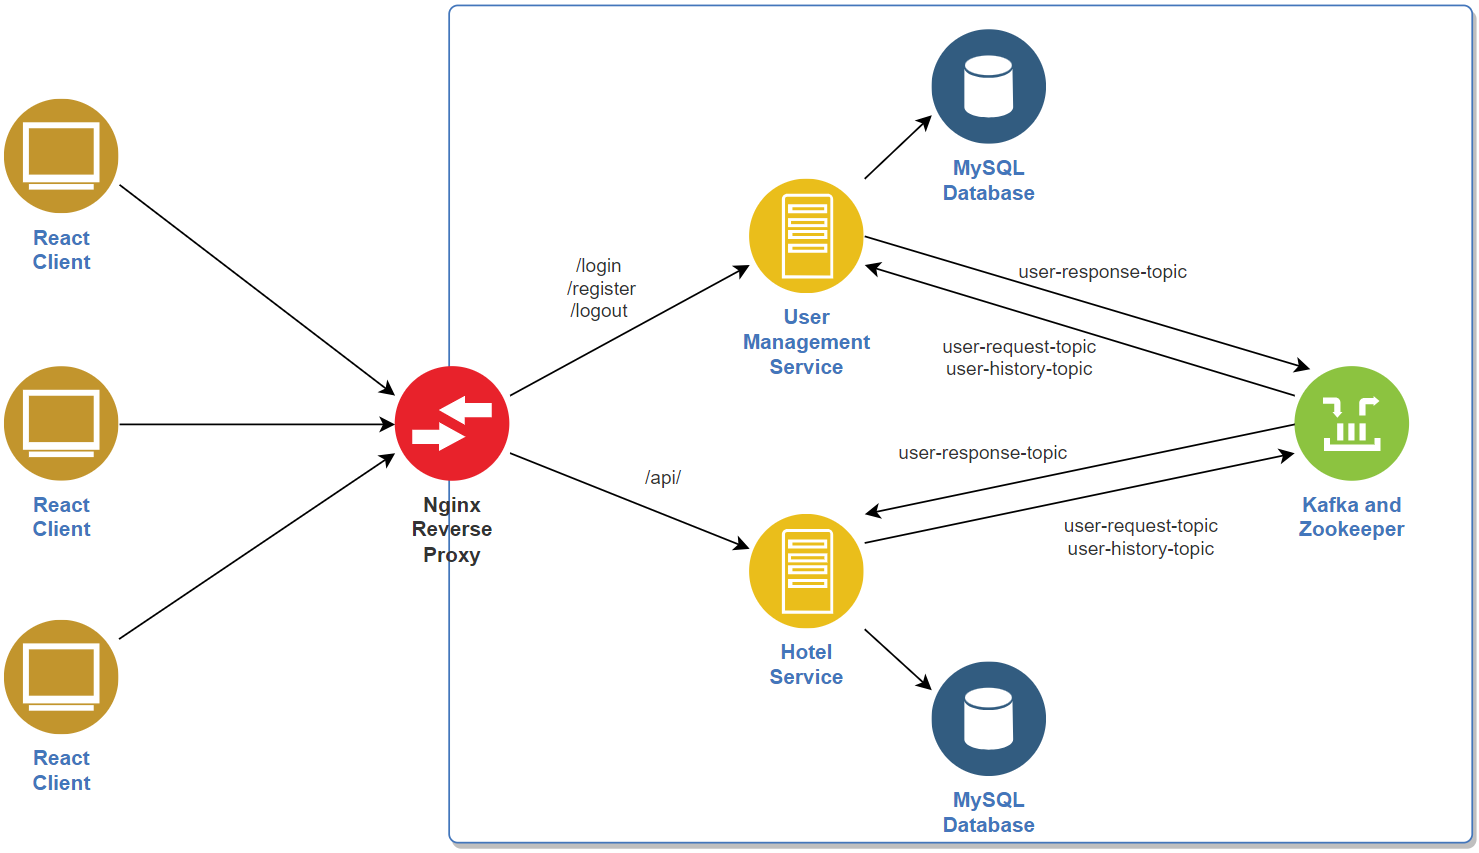 MySQL
Database
React
Client
/login
/register
/logout
user-response-topic
User
Management
Service
user-request-topic
user-history-topic
React
Client
Nginx
Reverse
Proxy
/api/
user-response-topic
Kafka and
Zookeeper
user-request-topic
user-history-topic
Hotel
Service
React
Client
MySQL
Database